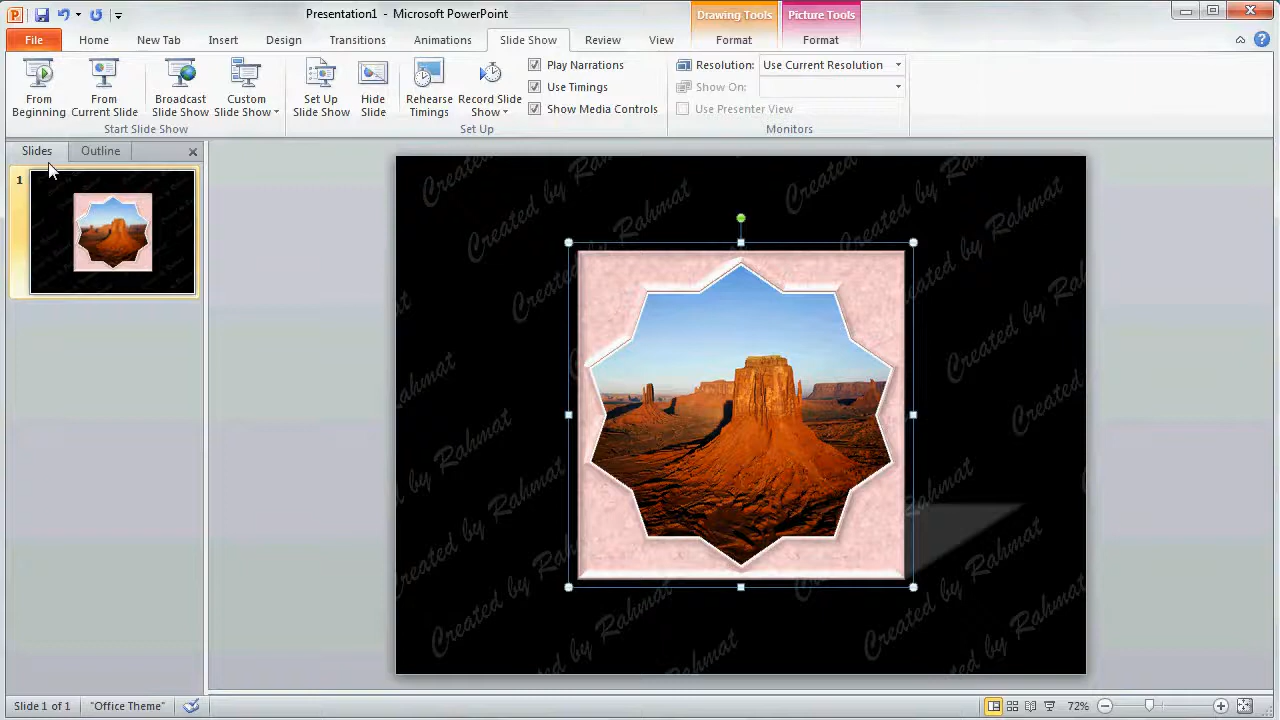 Presentation1 - Microsoft PowerPoint
Drawing Tools
Picture Tools
File
Home
New Tab
Insert
Design
Transitions
Animations
Slide Show
Review
View
Format
Format
From Beginning
From Current Slide
Broadcast Slide Show
Custom Slide Show
Set Up Slide Show
Hide Slide
Rehearse Timings
Record Slide Show
Play Narrations
Use Timings
Show Media Controls
Resolution:
Use Current Resolution
Show On:
Use Presenter View
Start Slide Show
Set Up
Monitors
Slides
Outline
1
Created by Rahmat
Slide 1 of 1
"Office Theme"
72%